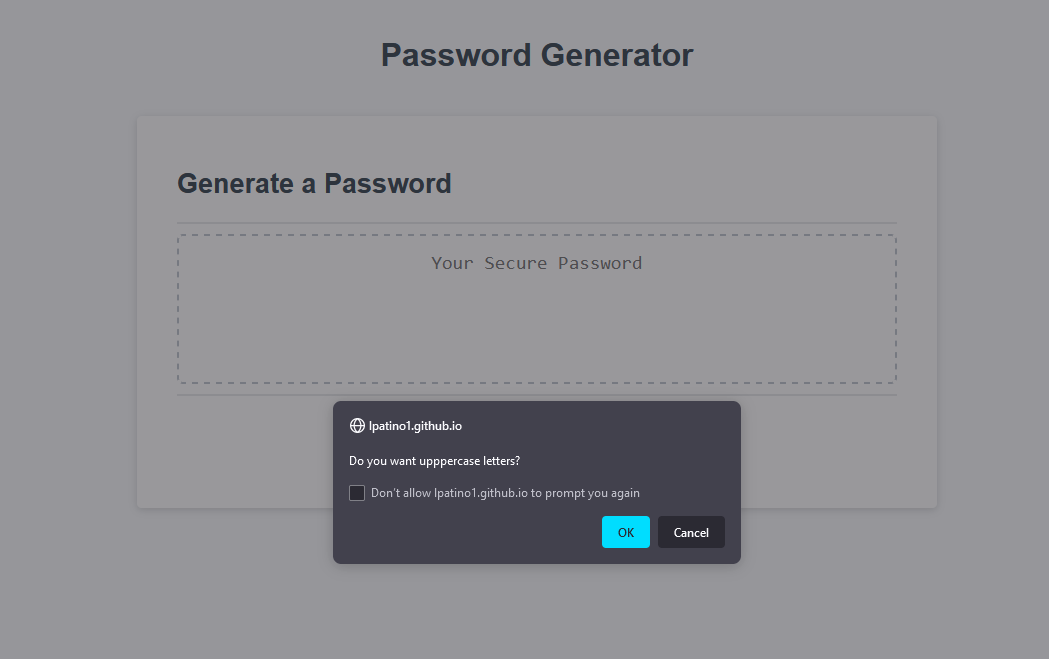 Password Generator
Generate a Password
Your Secure Password
lpatino1.github.io
Do you want upppercase letters?
Don't allow lpatino1.github.io to prompt you again
OK
Cancel